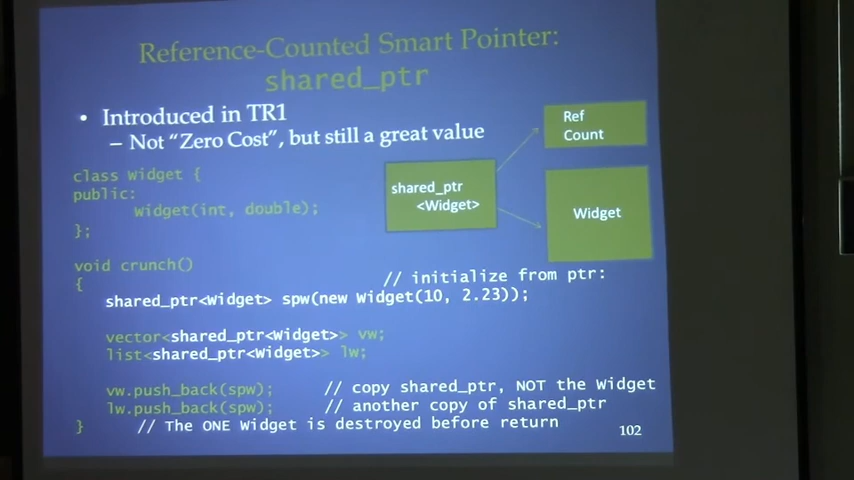 Reference-Counted Smart Pointer:
shared_ptr
• Introduced in TR1
– Not "Zero Cost", but still a great value
Ref
Count
shared_ptr
<Widget>
Widget
class Widget {
public:
Widget(int, double);
};
void crunch()
{ // initialize from ptr:
shared_ptr<Widget> spw(new Widget(10, 2.23));
vector<shared_ptr<Widget>> vw;
list<shared_ptr<Widget>> lw;
vw.push_back(spw); // copy shared_ptr, NOT the Widget
lw.push_back(spw); // another copy of shared_ptr
} // The ONE Widget is destroyed before return
102